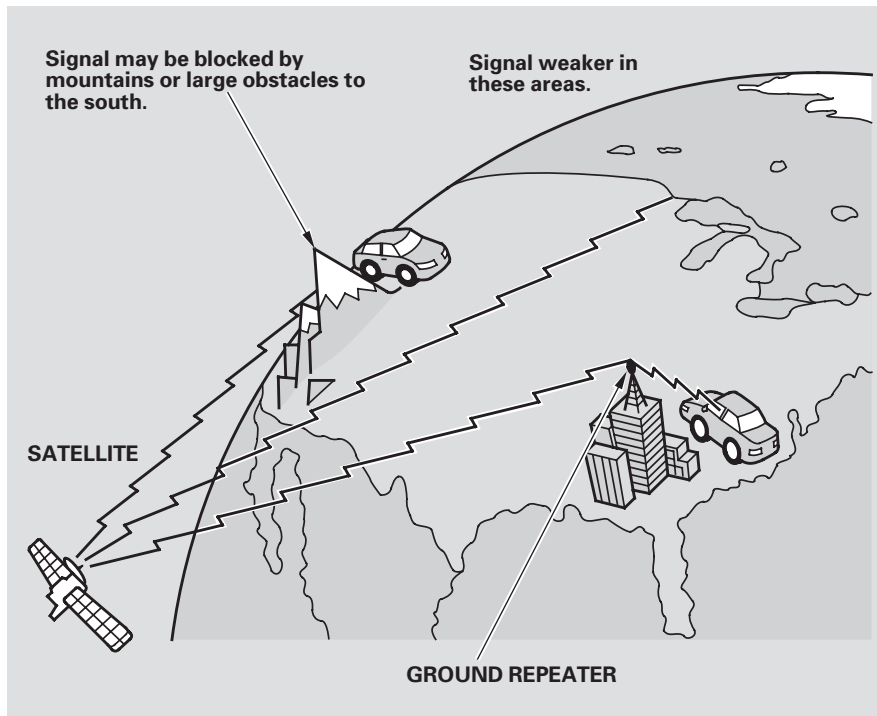 Signal may be blocked by
mountains or large obstacles to
the south.
Signal weaker in
these areas.
SATELLITE
GROUND REPEATER